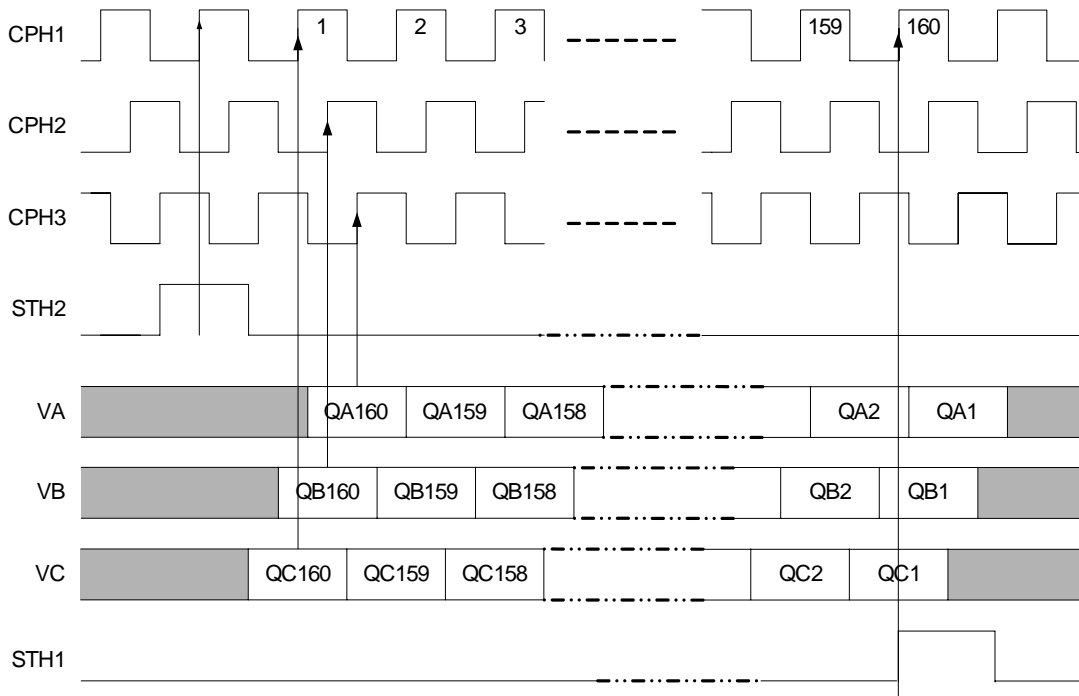 CPH1 1 2 3 159 160
CPH2
CPH3
STH2
VA QA160 QA159 QA158 QA2 QA1
VB QB160 QB159 QB158 QB2 QB1
VC QC160 QC159 QC158 QC2 QC1
STH1